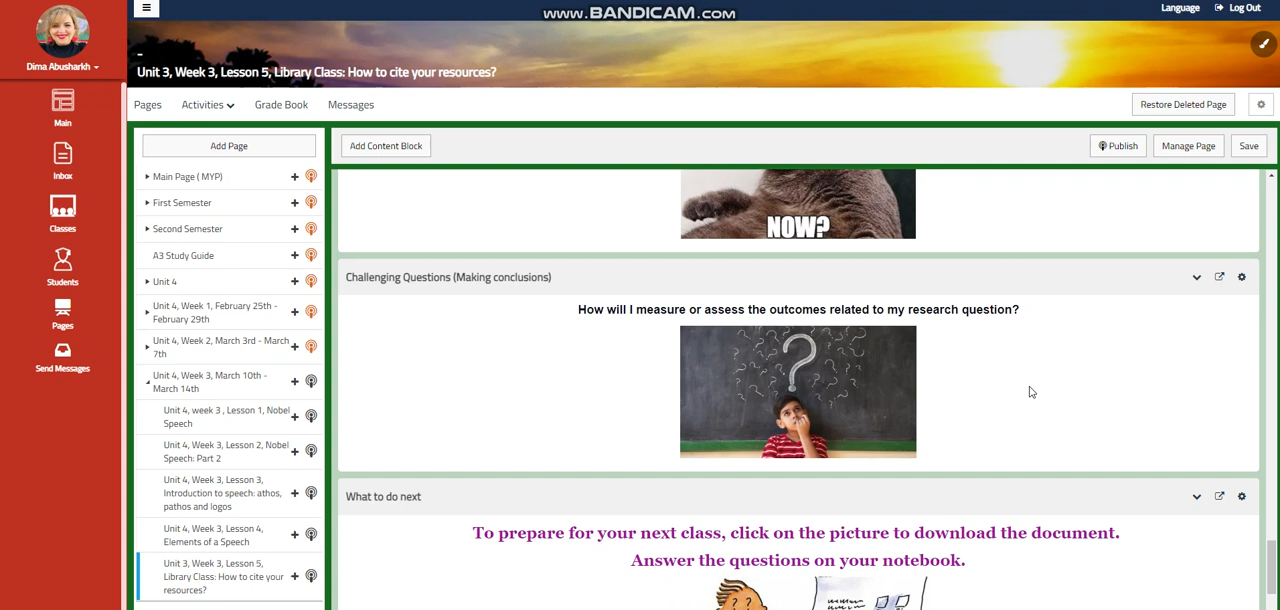 www.BANDICAM.com
Language
Log Out
Dima Abusharkh
-
Unit 3, Week 3, Lesson 5, Library Class: How to cite your resources?
Pages
Activities
Grade Book
Messages
Restore Deleted Page
Main
Inbox
Classes
Students
Pages
Send Messages
Add Page
Main Page ( MYP)
First Semester
Second Semester
A3 Study Guide
Unit 4
Unit 4, Week 1, February 25th -
February 29th
Unit 4, Week 2, March 3rd - March
7th
Unit 4, Week 3, March 10th -
March 14th
Unit 4, week 3 , Lesson 1, Nobel
Speech
Unit 4, Week 3, Lesson 2, Nobel
Speech: Part 2
Unit 4, Week 3, Lesson 3,
Introduction to speech: athos,
pathos and logos
Unit 4, Week 3, Lesson 4,
Elements of a Speech
Unit 3, Week 3, Lesson 5,
Library Class: How to cite your
resources?
Add Content Block
Publish
Manage Page
Save
NOW?
Challenging Questions (Making conclusions)
How will I measure or assess the outcomes related to my research question?
What to do next
To prepare for your next class, click on the picture to download the document.
Answer the questions on your notebook.